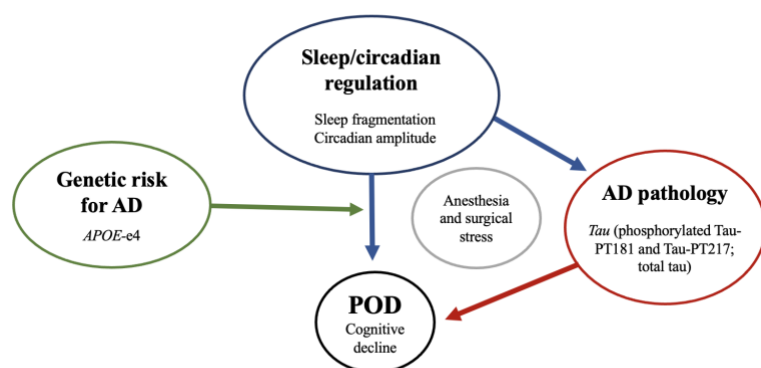 Sleep/circadian
regulation
Sleep fragmentation
Circadian amplitude
Genetic risk
for AD
APOE-e4
Anesthesia
and surgical
stress
AD pathology
Tau (phosphorylated Tau-
PT181 and Tau-PT217;
total tau)
POD
Cognitive
decline